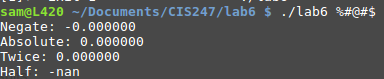 sam@L420 ~/Documents/CIS247/lab6 $ ./lab6 %#@#$
Negate: -0.000000
Absolute: 0.000000
Twice: 0.000000
Half: -nan